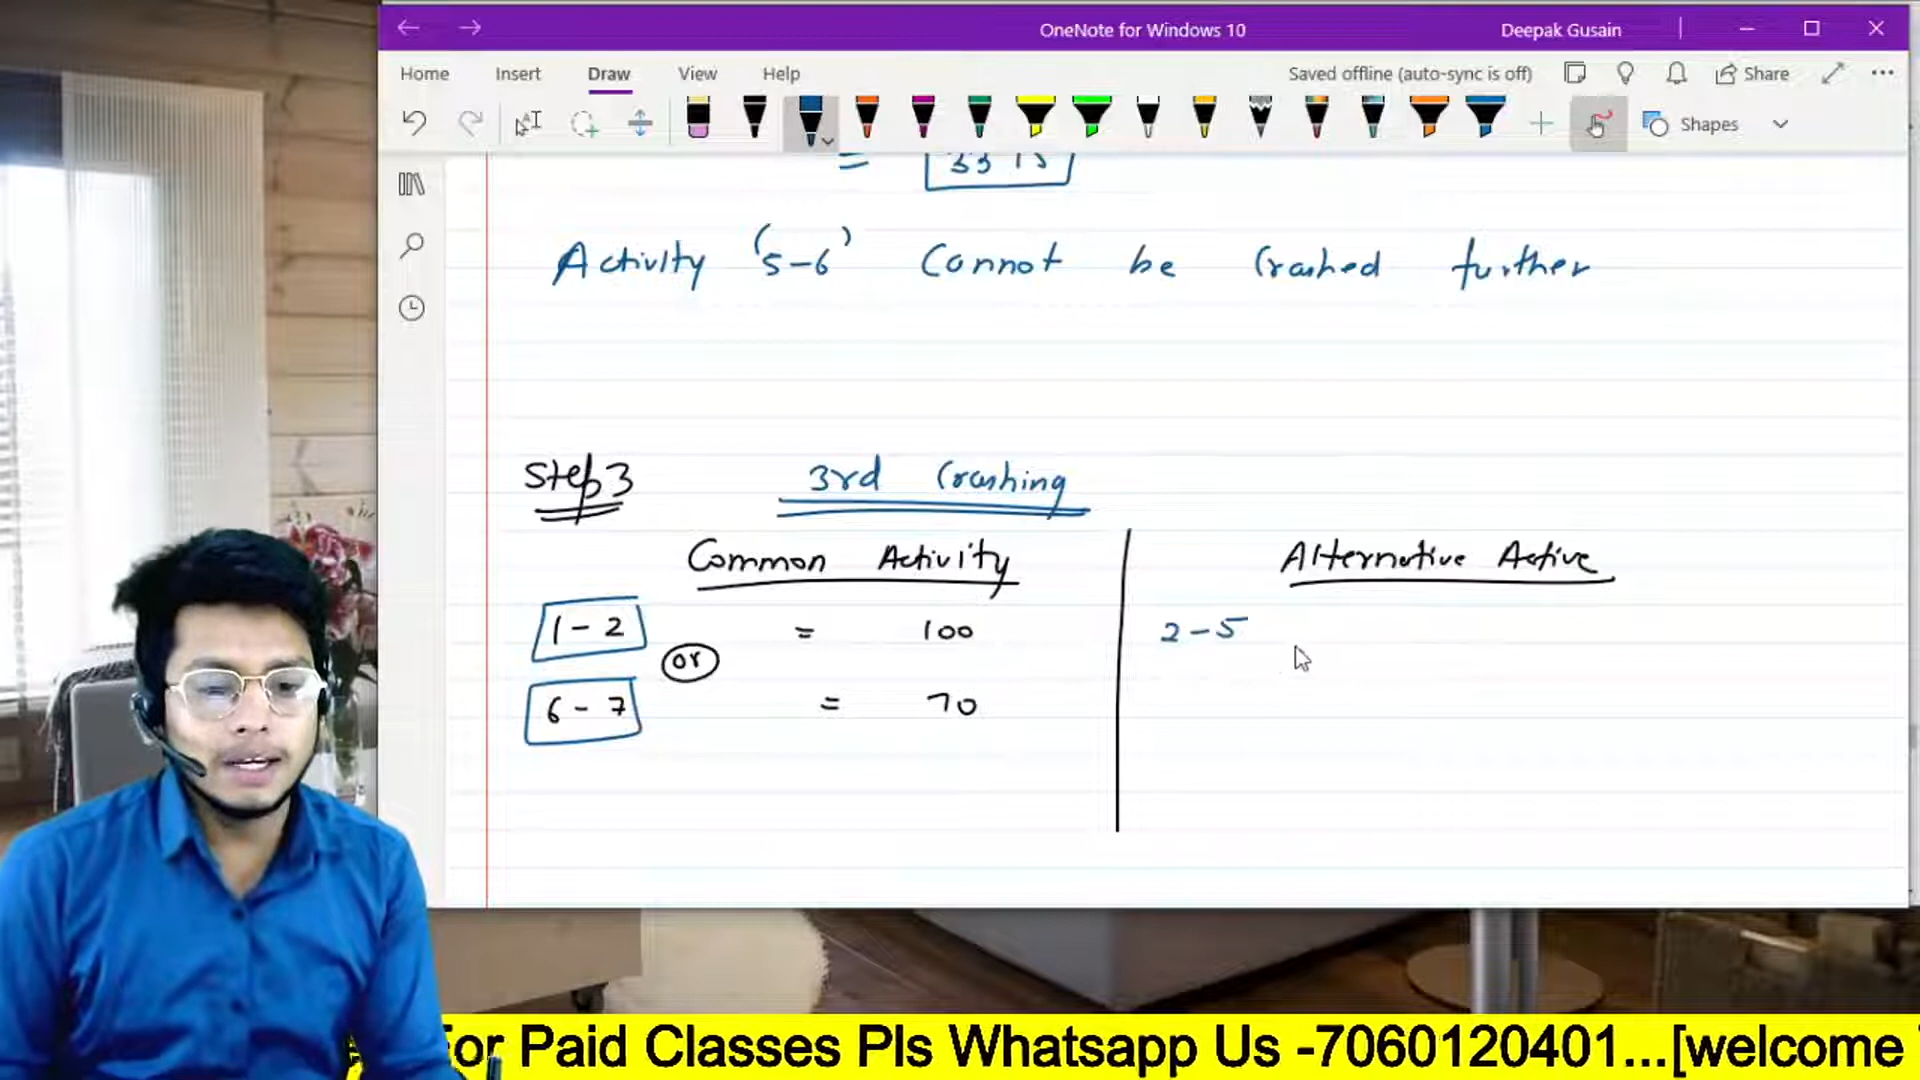 OneNote for Windows 10
Deepak Gusain
Home Insert Draw View Help
Saved offline (auto-sync is off)
Share
Shapes
= 3315
Activity '5-6' Cannot be Crashed further
Step 3 3rd Crashing
Common Activity
Alternative Active
1-2 = 100
2-5
or
6-7 = 70
For Paid Classes Pls Whatsapp Us -7060120401...[welcome